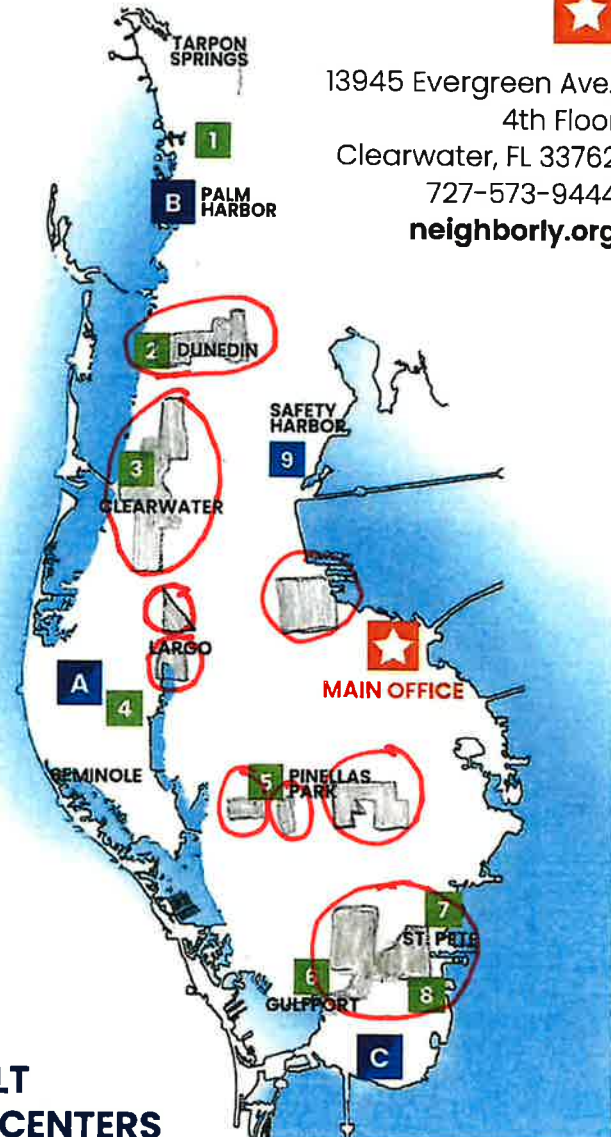 TARPON
SPRINGS
13945 Evergreen Ave.
4th Floor
Clearwater, FL 33762
727-573-9444
neighborly.org
1
B
PALM
HARBOR
2
DUNEDIN
SAFETY
HARBOR
9
3
CLEARWATER
LARGO
MAIN OFFICE
A
4
SEMINOLE
5
PINELLAS
PARK
7
ST. PETE
6
8
GULFPORT
C
LT
CENTERS